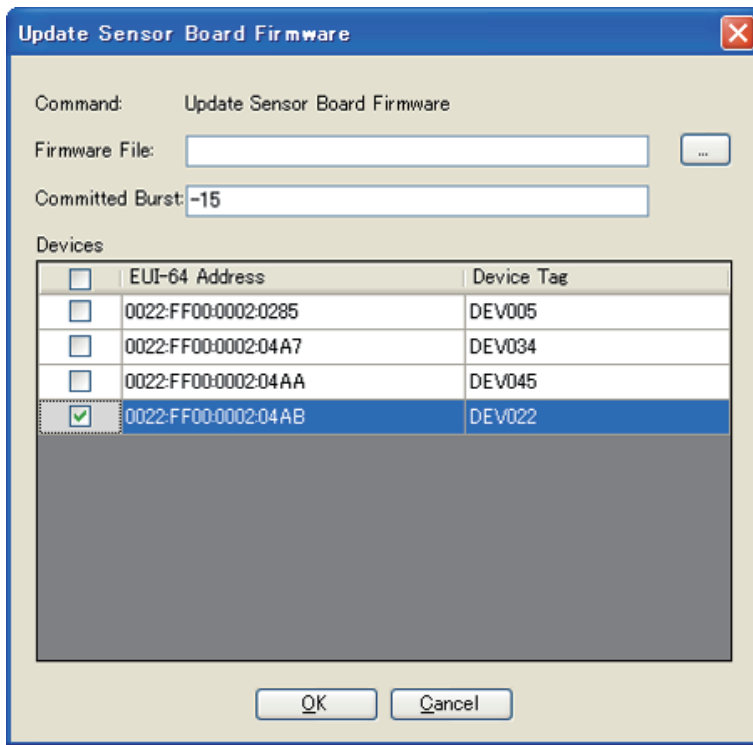 Update Sensor Board Firmware
Command: Update Sensor Board Firmware
Firmware File: ...
Committed Burst: -15
Devices
EUI-64 Address Device Tag
0022:FF00:0002:0285 DEV005
0022:FF00:0002:04A7 DEV034
0022:FF00:0002:04AA DEV045
0022:FF00:0002:04AB DEV022
OK Cancel